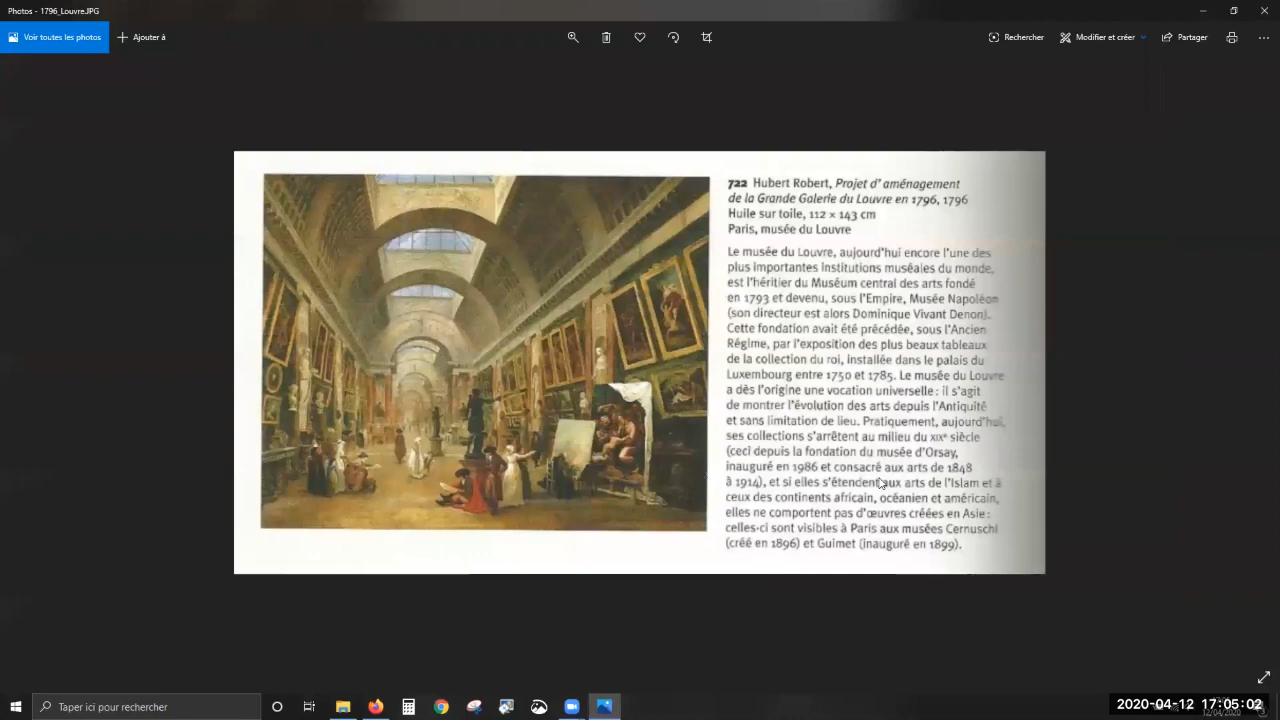 Photos - 1796_Louvre.JPG
Voir toutes les photos
Ajouter à
Rechercher
Modifier et créer
Partager
722 Hubert Robert, Projet d'aménagement
de la Grande Galerie du Louvre en 1796, 1796
Huile sur toile, 112 × 143 cm
Paris, musée du Louvre
Le musée du Louvre, aujourd'hui encore l'une des
plus importantes institutions muséales du monde,
est l'héritier du Muséum central des arts fondé
en 1793 et devenu, sous l'Empire, Musée Napoléon
(son directeur est alors Dominique Vivant Denon).
Cette fondation avait été précédée, sous l'Ancien
Régime, par l'exposition des plus beaux tableaux
de la collection du roi, installée dans le palais du
Luxembourg entre 1750 et 1785. Le musée du Louvre
a dès l'origine une vocation universelle : il s'agit
de montrer l'évolution des arts depuis l'Antiquité
et sans limitation de lieu. Pratiquement, aujourd'hui,
ses collections s'arrêtent au milieu du XIXe siècle
(ceci depuis la fondation du musée d'Orsay,
inauguré en 1986 et consacré aux arts de 1848
à 1914), et si elles s'étendent aux arts de l'Islam et à
ceux des continents africain, océanien et américain,
elles ne comportent pas d'œuvres créées en Asie :
celles-ci sont visibles à Paris aux musées Cernuschi
(créé en 1896) et Guimet (inauguré en 1899).
Taper ici pour rechercher
2020-04-12 17:05:02
12/04/2020